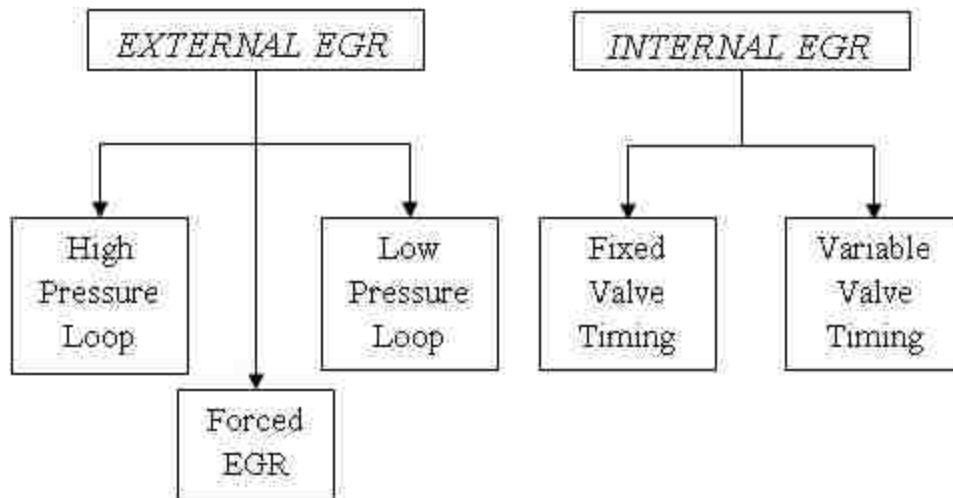 EXTERNAL EGR
INTERNAL EGR
High
Pressure
Loop
Low
Pressure
Loop
Fixed
Valve
Timing
Variable
Valve
Timing
Forced
EGR